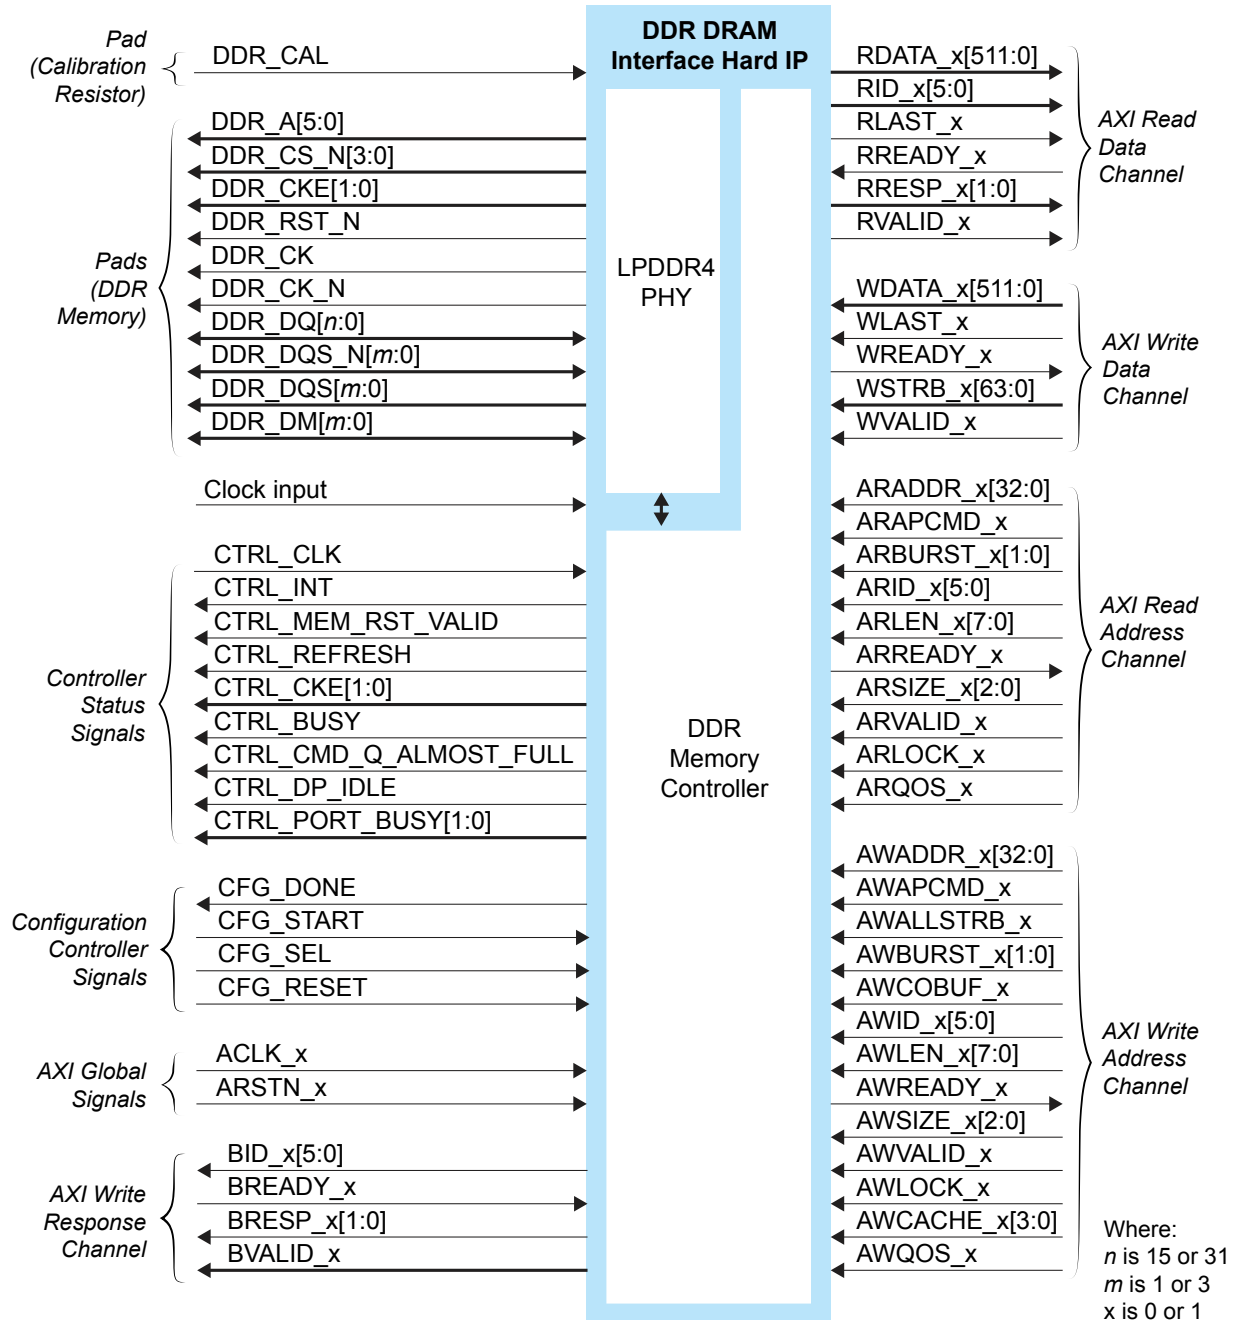 Pad
(Calibration
Resistor)
DDR_CAL
DDR_A[5:0]
DDR_CS_N[3:0]
DDR_CKE[1:0]
DDR_RST_N
DDR_CK
DDR_CK_N
DDR_DQ[n:0]
DDR_DQS_N[m:0]
DDR_DQS[m:0]
DDR_DM[m:0]
Pads
(DDR
Memory)
Clock input
CTRL_CLK
CTRL_INT
CTRL_MEM_RST_VALID
CTRL_REFRESH
CTRL_CKE[1:0]
CTRL_BUSY
CTRL_CMD_Q_ALMOST_FULL
CTRL_DP_IDLE
CTRL_PORT_BUSY[1:0]
Controller
Status
Signals
CFG_DONE
CFG_START
CFG_SEL
CFG_RESET
Configuration
Controller
Signals
ACLK_x
ARSTN_x
AXI Global
Signals
BID_x[5:0]
BREADY_x
BRESP_x[1:0]
BVALID_x
AXI Write
Response
Channel
DDR DRAM
Interface Hard IP
LPDDR4
PHY
DDR
Memory
Controller
RDATA_x[511:0]
RID_x[5:0]
RLAST_x
RREADY_x
RRESP_x[1:0]
RVALID_x
AXI Read
Data
Channel
WDATA_x[511:0]
WLAST_x
WREADY_x
WSTRB_x[63:0]
WVALID_x
AXI Write
Data
Channel
ARADDR_x[32:0]
ARAPCMD_x
ARBURST_x[1:0]
ARID_x[5:0]
ARLEN_x[7:0]
ARREADY_x
ARSIZE_x[2:0]
ARVALID_x
ARLOCK_x
ARQOS_x
AXI Read
Address
Channel
AWADDR_x[32:0]
AWAPCMD_x
AWALLSTRB_x
AWBURST_x[1:0]
AWCOBUF_x
AWID_x[5:0]
AWLEN_x[7:0]
AWREADY_x
AWSIZE_x[2:0]
AWVALID_x
AWLOCK_x
AWCACHE_x[3:0]
AWQOS_x
AXI Write
Address
Channel
Where:
n is 15 or 31
m is 1 or 3
x is 0 or 1